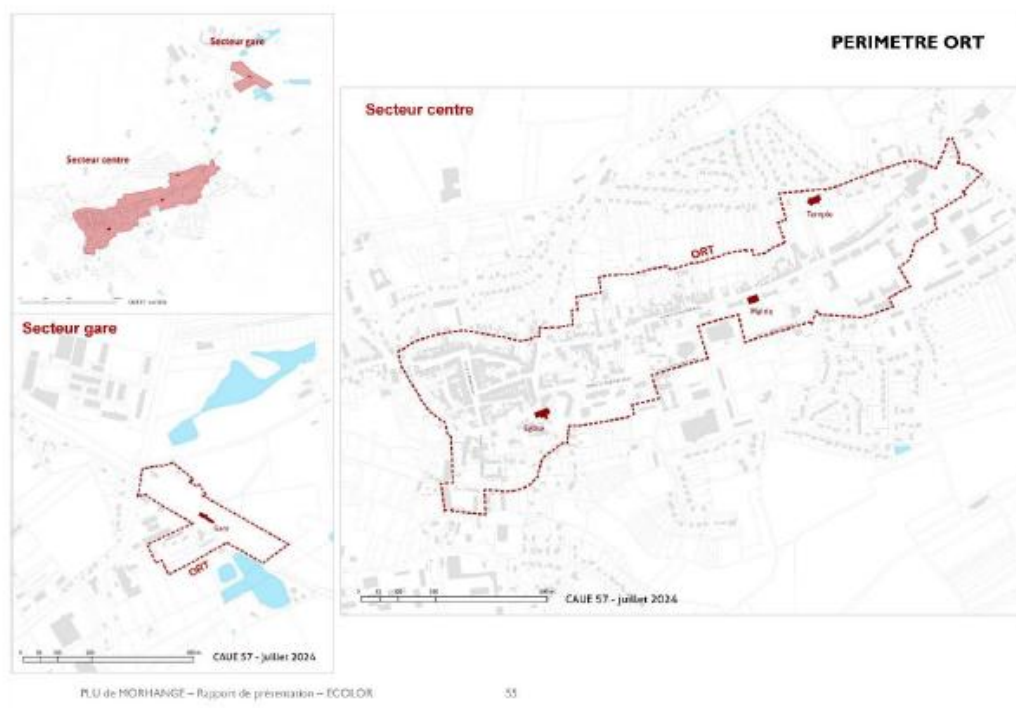 PERIMETRE ORT
Secteur gare
Secteur centre
Secteur gare
Gare
ORT
CAUE 57 - juillet 2024
Secteur centre
Temple
ORT
Mairie
Eglise
CAUE 57 - juillet 2024
PLU de MORHANGE – Rapport de présentation – ECOLOR
55